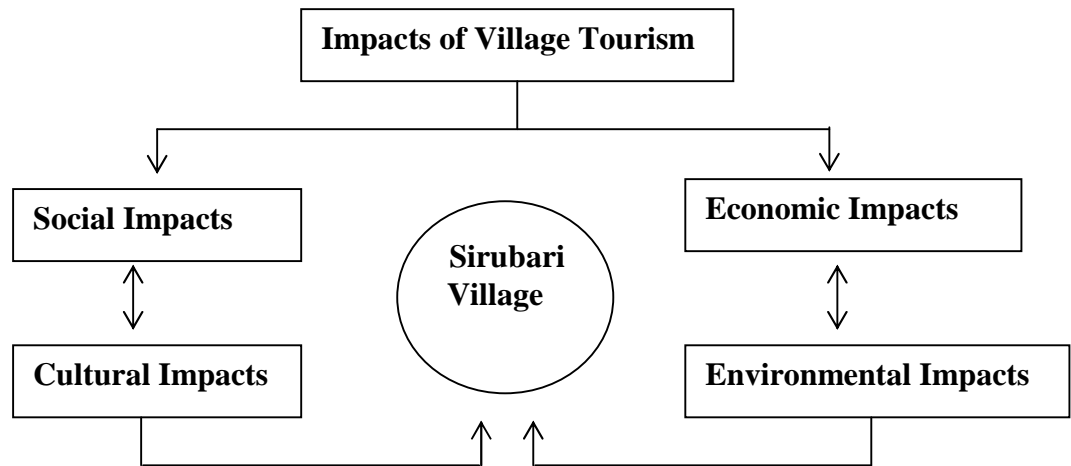 Impacts of Village Tourism
Social Impacts
Economic Impacts
Sirubari
Village
Cultural Impacts
Environmental Impacts